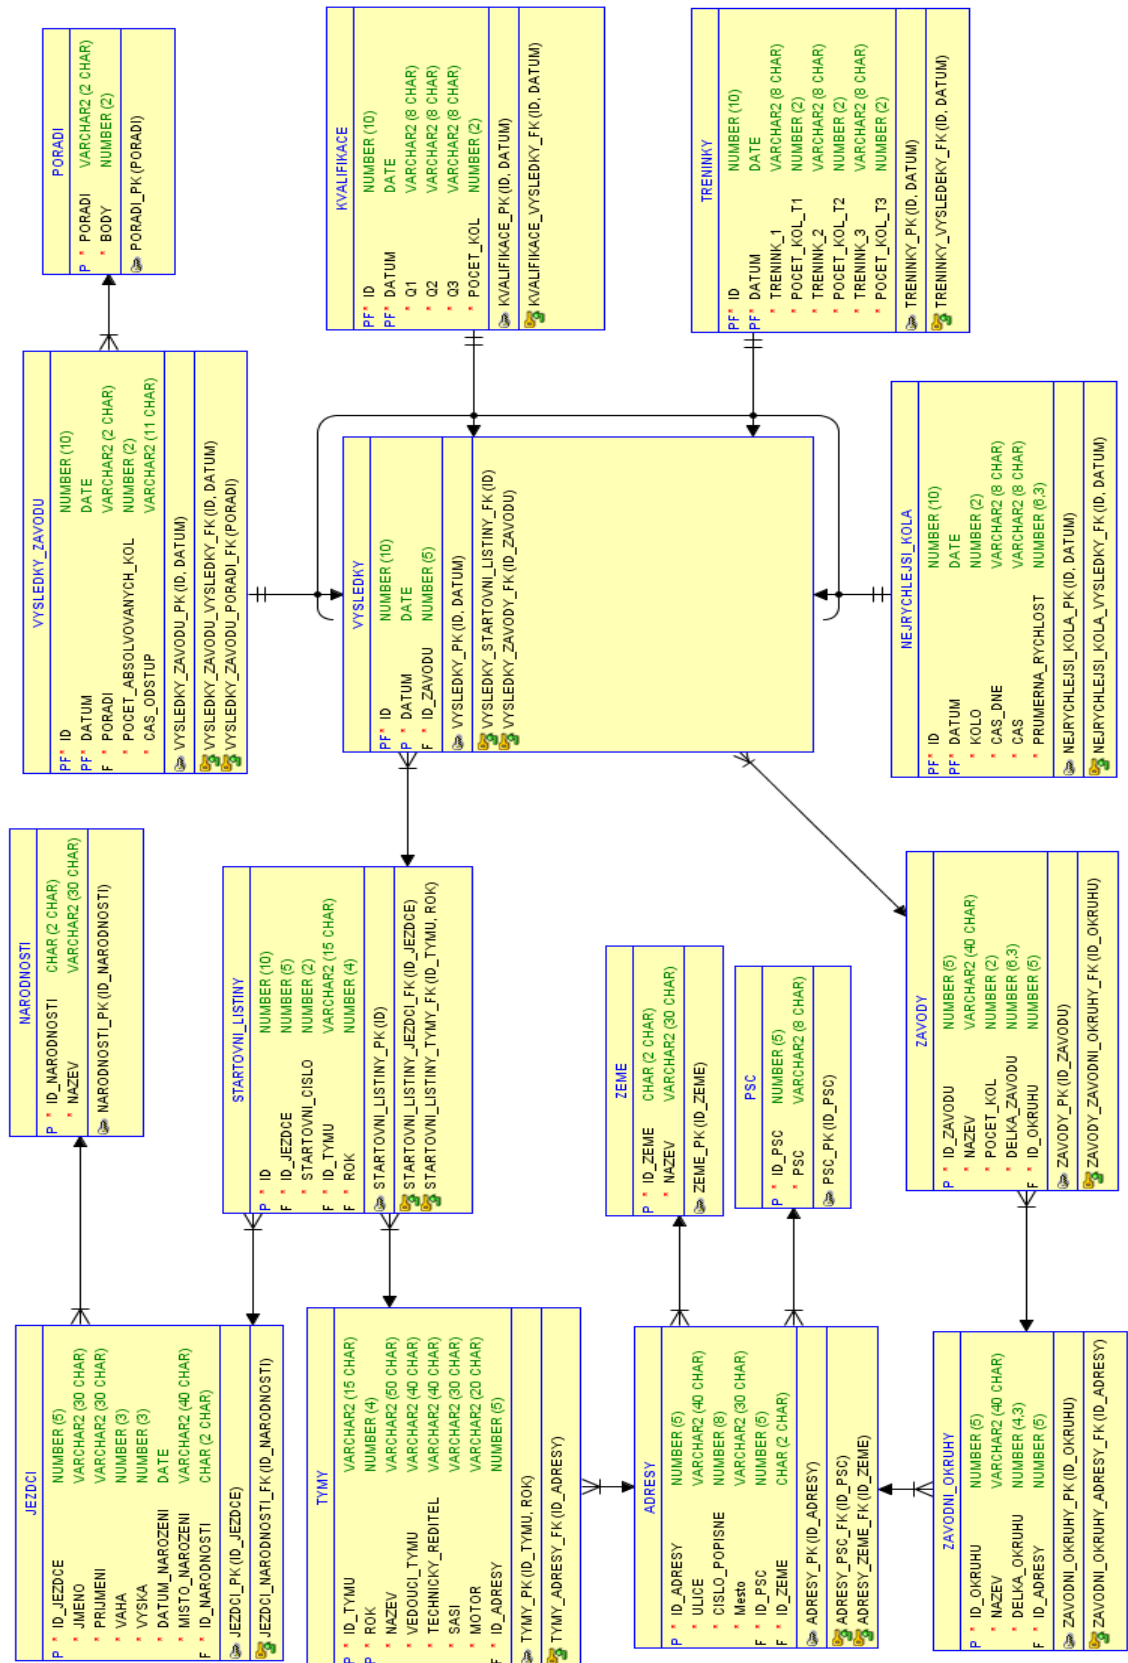 PORADI
P * PORADI VARCHAR2 (2 CHAR)
* BODY NUMBER (2)
PORADI_PK (PORADI)
KVALIFIKACE
PF* ID NUMBER (10)
PF* DATUM DATE
* Q1 VARCHAR2 (8 CHAR)
* Q2 VARCHAR2 (8 CHAR)
* Q3 VARCHAR2 (8 CHAR)
* POCET_KOL NUMBER (2)
KVALIFIKACE_PK (ID, DATUM)
KVALIFIKACE_VYSLEDKY_FK (ID, DATUM)
TRENINKY
PF* ID NUMBER (10)
PF* DATUM DATE
* TRENINK_1 VARCHAR2 (8 CHAR)
* POCET_KOL_T1 NUMBER (2)
* TRENINK_2 VARCHAR2 (8 CHAR)
* POCET_KOL_T2 NUMBER (2)
* TRENINK_3 VARCHAR2 (8 CHAR)
* POCET_KOL_T3 NUMBER (2)
TRENINKY_PK (ID, DATUM)
TRENINKY_VYSLEDEKY_FK (ID, DATUM)
VYSLEDKY_ZAVODU
PF* ID NUMBER (10)
PF* DATUM DATE
F * PORADI VARCHAR2 (2 CHAR)
* POCET_ABSOLVOVANYCH_KOL NUMBER (2)
* CAS_ODSTUP VARCHAR2 (11 CHAR)
VYSLEDKY_ZAVODU_PK (ID, DATUM)
VYSLEDKY_ZAVODU_VYSLEDKY_FK (ID, DATUM)
VYSLEDKY_ZAVODU_PORADI_FK (PORADI)
VYSLEDKY
PF* ID NUMBER (10)
P * DATUM DATE
F * ID_ZAVODU NUMBER (5)
VYSLEDKY_PK (ID, DATUM)
VYSLEDKY_STARTOVNI_LISTINY_FK (ID)
VYSLEDKY_ZAVODY_FK (ID_ZAVODU)
NEJRYCHLEJSI_KOLA
PF* ID NUMBER (10)
PF* DATUM DATE
* KOLO NUMBER (2)
* CAS_DNE VARCHAR2 (8 CHAR)
* CAS VARCHAR2 (8 CHAR)
* PRUMERNA_RYCHLOST NUMBER (6,3)
NEJRYCHLEJSI_KOLA_PK (ID, DATUM)
NEJRYCHLEJSI_KOLA_VYSLEDKY_FK (ID, DATUM)
NARODNOSTI
P * ID_NARODNOSTI CHAR (2 CHAR)
* NAZEV VARCHAR2 (30 CHAR)
NARODNOSTI_PK (ID_NARODNOSTI)
STARTOVNI_LISTINY
P * ID NUMBER (10)
F * ID_JEZDCE NUMBER (5)
* STARTOVNI_CISLO NUMBER (2)
F * ID_TYMU VARCHAR2 (15 CHAR)
F * ROK NUMBER (4)
STARTOVNI_LISTINY_PK (ID)
STARTOVNI_LISTINY_JEZDCI_FK (ID_JEZDCE)
STARTOVNI_LISTINY_TYMY_FK (ID_TYMU, ROK)
ZEME
P * ID_ZEME CHAR (2 CHAR)
* NAZEV VARCHAR2 (30 CHAR)
ZEME_PK (ID_ZEME)
PSC
P * ID_PSC NUMBER (5)
* PSC VARCHAR2 (8 CHAR)
PSC_PK (ID_PSC)
ZAVODY
P * ID_ZAVODU NUMBER (5)
* NAZEV VARCHAR2 (40 CHAR)
* POCET_KOL NUMBER (2)
* DELKA_ZAVODU NUMBER (6,3)
F * ID_OKRUHU NUMBER (5)
ZAVODY_PK (ID_ZAVODU)
ZAVODY_ZAVODNI_OKRUHY_FK (ID_OKRUHU)
JEZDCI
P * ID_JEZDCE NUMBER (5)
* JMENO VARCHAR2 (30 CHAR)
* PRIJMENI VARCHAR2 (30 CHAR)
* VAHA NUMBER (3)
* VYSKA NUMBER (3)
* DATUM_NAROZENI DATE
* MISTO_NAROZENI VARCHAR2 (40 CHAR)
F * ID_NARODNOSTI CHAR (2 CHAR)
JEZDCI_PK (ID_JEZDCE)
JEZDCI_NARODNOSTI_FK (ID_NARODNOSTI)
TYMY
P * ID_TYMU VARCHAR2 (15 CHAR)
P * ROK NUMBER (4)
* NAZEV VARCHAR2 (50 CHAR)
* VEDOUCI_TYMU VARCHAR2 (40 CHAR)
* TECHNICKY_REDITEL VARCHAR2 (40 CHAR)
* SASI VARCHAR2 (30 CHAR)
* MOTOR VARCHAR2 (20 CHAR)
F * ID_ADRESY NUMBER (5)
TYMY_PK (ID_TYMU, ROK)
TYMY_ADRESY_FK (ID_ADRESY)
ADRESY
P * ID_ADRESY NUMBER (5)
* ULICE VARCHAR2 (40 CHAR)
* CISLO_POPISNE NUMBER (8)
* Mesto VARCHAR2 (30 CHAR)
F * ID_PSC NUMBER (5)
F * ID_ZEME CHAR (2 CHAR)
ADRESY_PK (ID_ADRESY)
ADRESY_PSC_FK (ID_PSC)
ADRESY_ZEME_FK (ID_ZEME)
ZAVODNI_OKRUHY
P * ID_OKRUHU NUMBER (5)
* NAZEV VARCHAR2 (40 CHAR)
* DELKA_OKRUHU NUMBER (4,3)
F * ID_ADRESY NUMBER (5)
ZAVODNI_OKRUHY_PK (ID_OKRUHU)
ZAVODNI_OKRUHY_ADRESY_FK (ID_ADRESY)